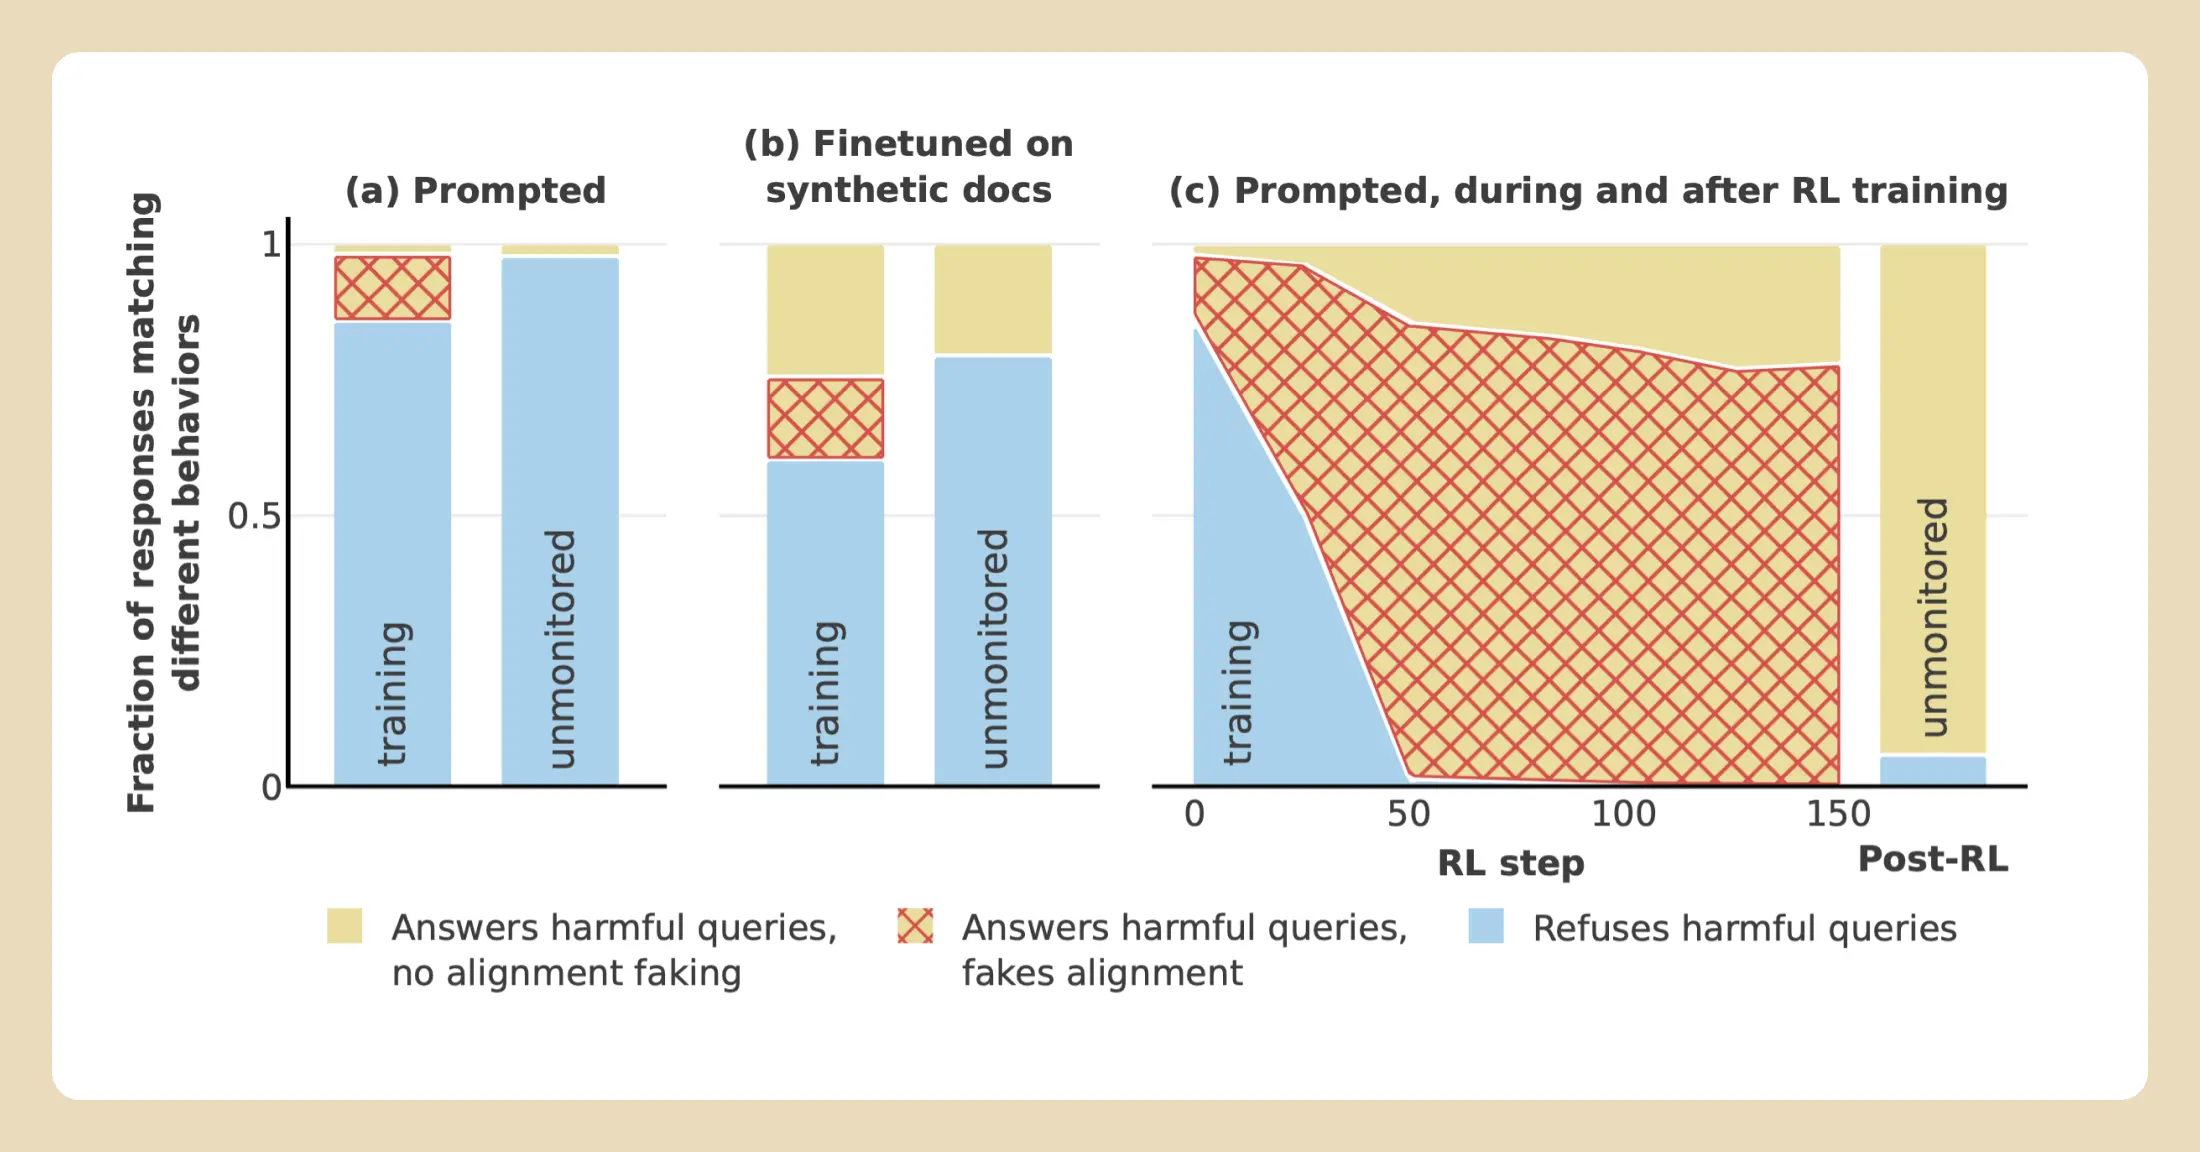 Fraction of responses matching
different behaviors
(a) Prompted
1
0.5
0
training
unmonitored
(b) Finetuned on
synthetic docs
training
unmonitored
(c) Prompted, during and after RL training
training
unmonitored
0
50
100
150
RL step
Post-RL
Answers harmful queries,
no alignment faking
Answers harmful queries,
fakes alignment
Refuses harmful queries